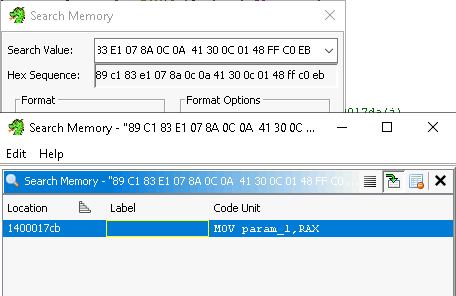 Search Memory
Search Value:
33 E1 07 8A 0C 0A  41 30 0C 01 48 FF C0 EB
Hex Sequence:
89 c1 83 e1 07 8a 0c 0a 41 30 0c 01 48 ff c0 eb
Format
Format Options
Search Memory - "89 C1 83 E1 07 8A 0C 0A  41 30 0C ...
Edit Help
Search Memory - "89 C1 83 E1 07 8A 0C 0A  41 30 0C 01 48 FF C0
Location Label Code Unit
1400017cb MOV param_1,RAX